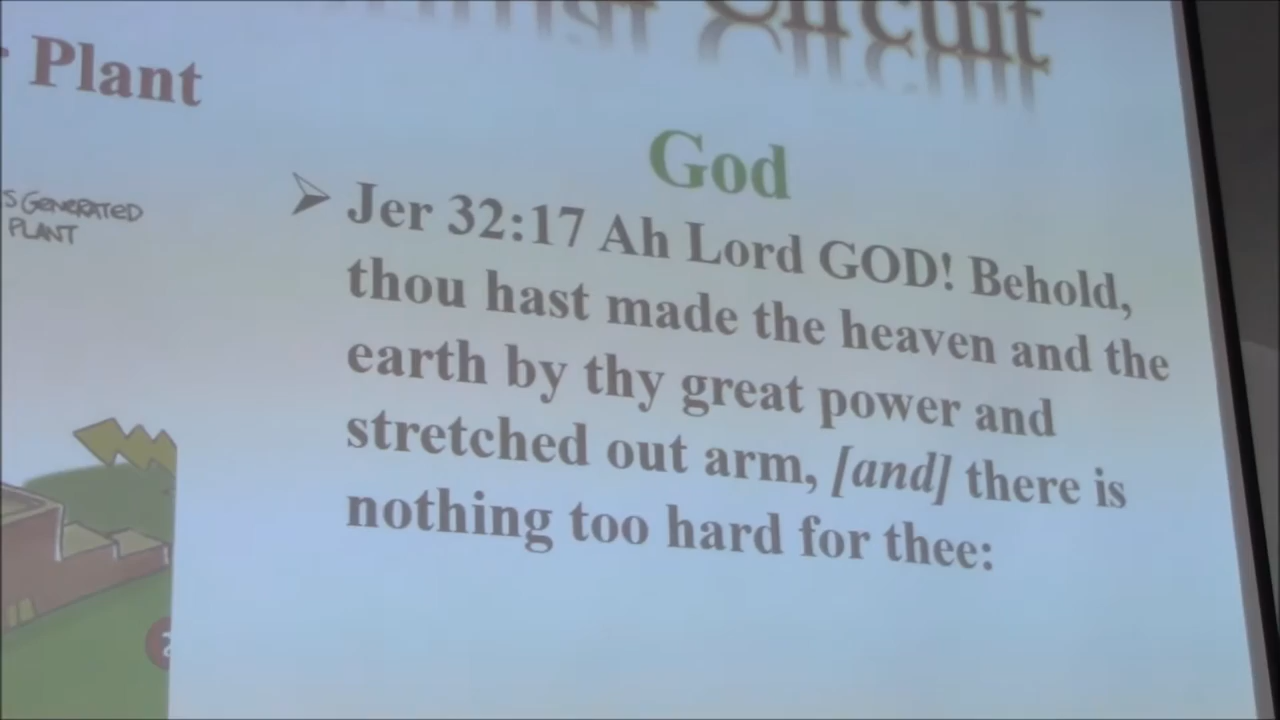 Circuit
Plant
God
S GENERATED
PLANT
Jer 32:17 Ah Lord GOD! Behold,
thou hast made the heaven and the
earth by thy great power and
stretched out arm, [and] there is
nothing too hard for thee: